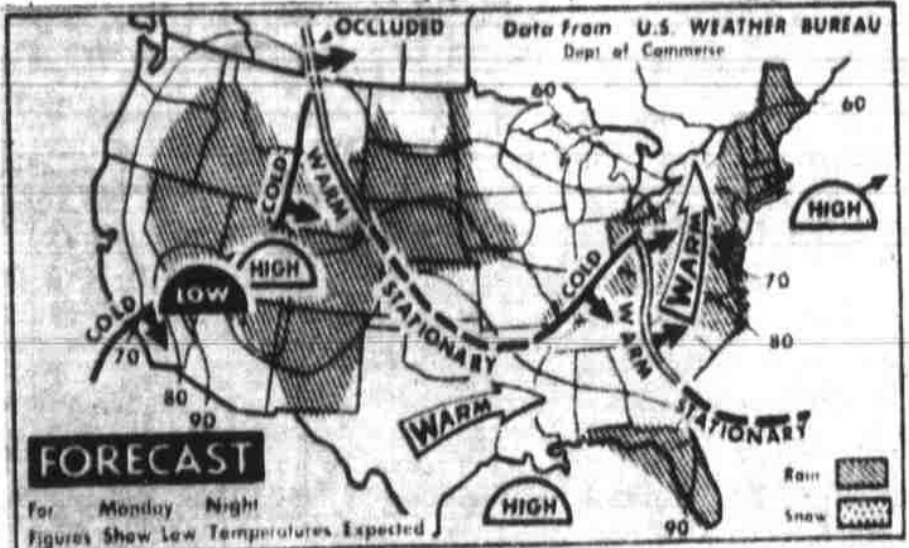 OCCLUDED
Data From U.S. WEATHER BUREAU
Dept of Commerse
60
60
COLD
WARM
HIGH
WARM
HIGH
LOW
COLD
STATIONARY
COLD
WARM
70
80
70
80
90
WARM
STATIONARY
FORECAST
For Monday Night
Figures Show Low Temperatures Expected
HIGH
90
Rain
Snow